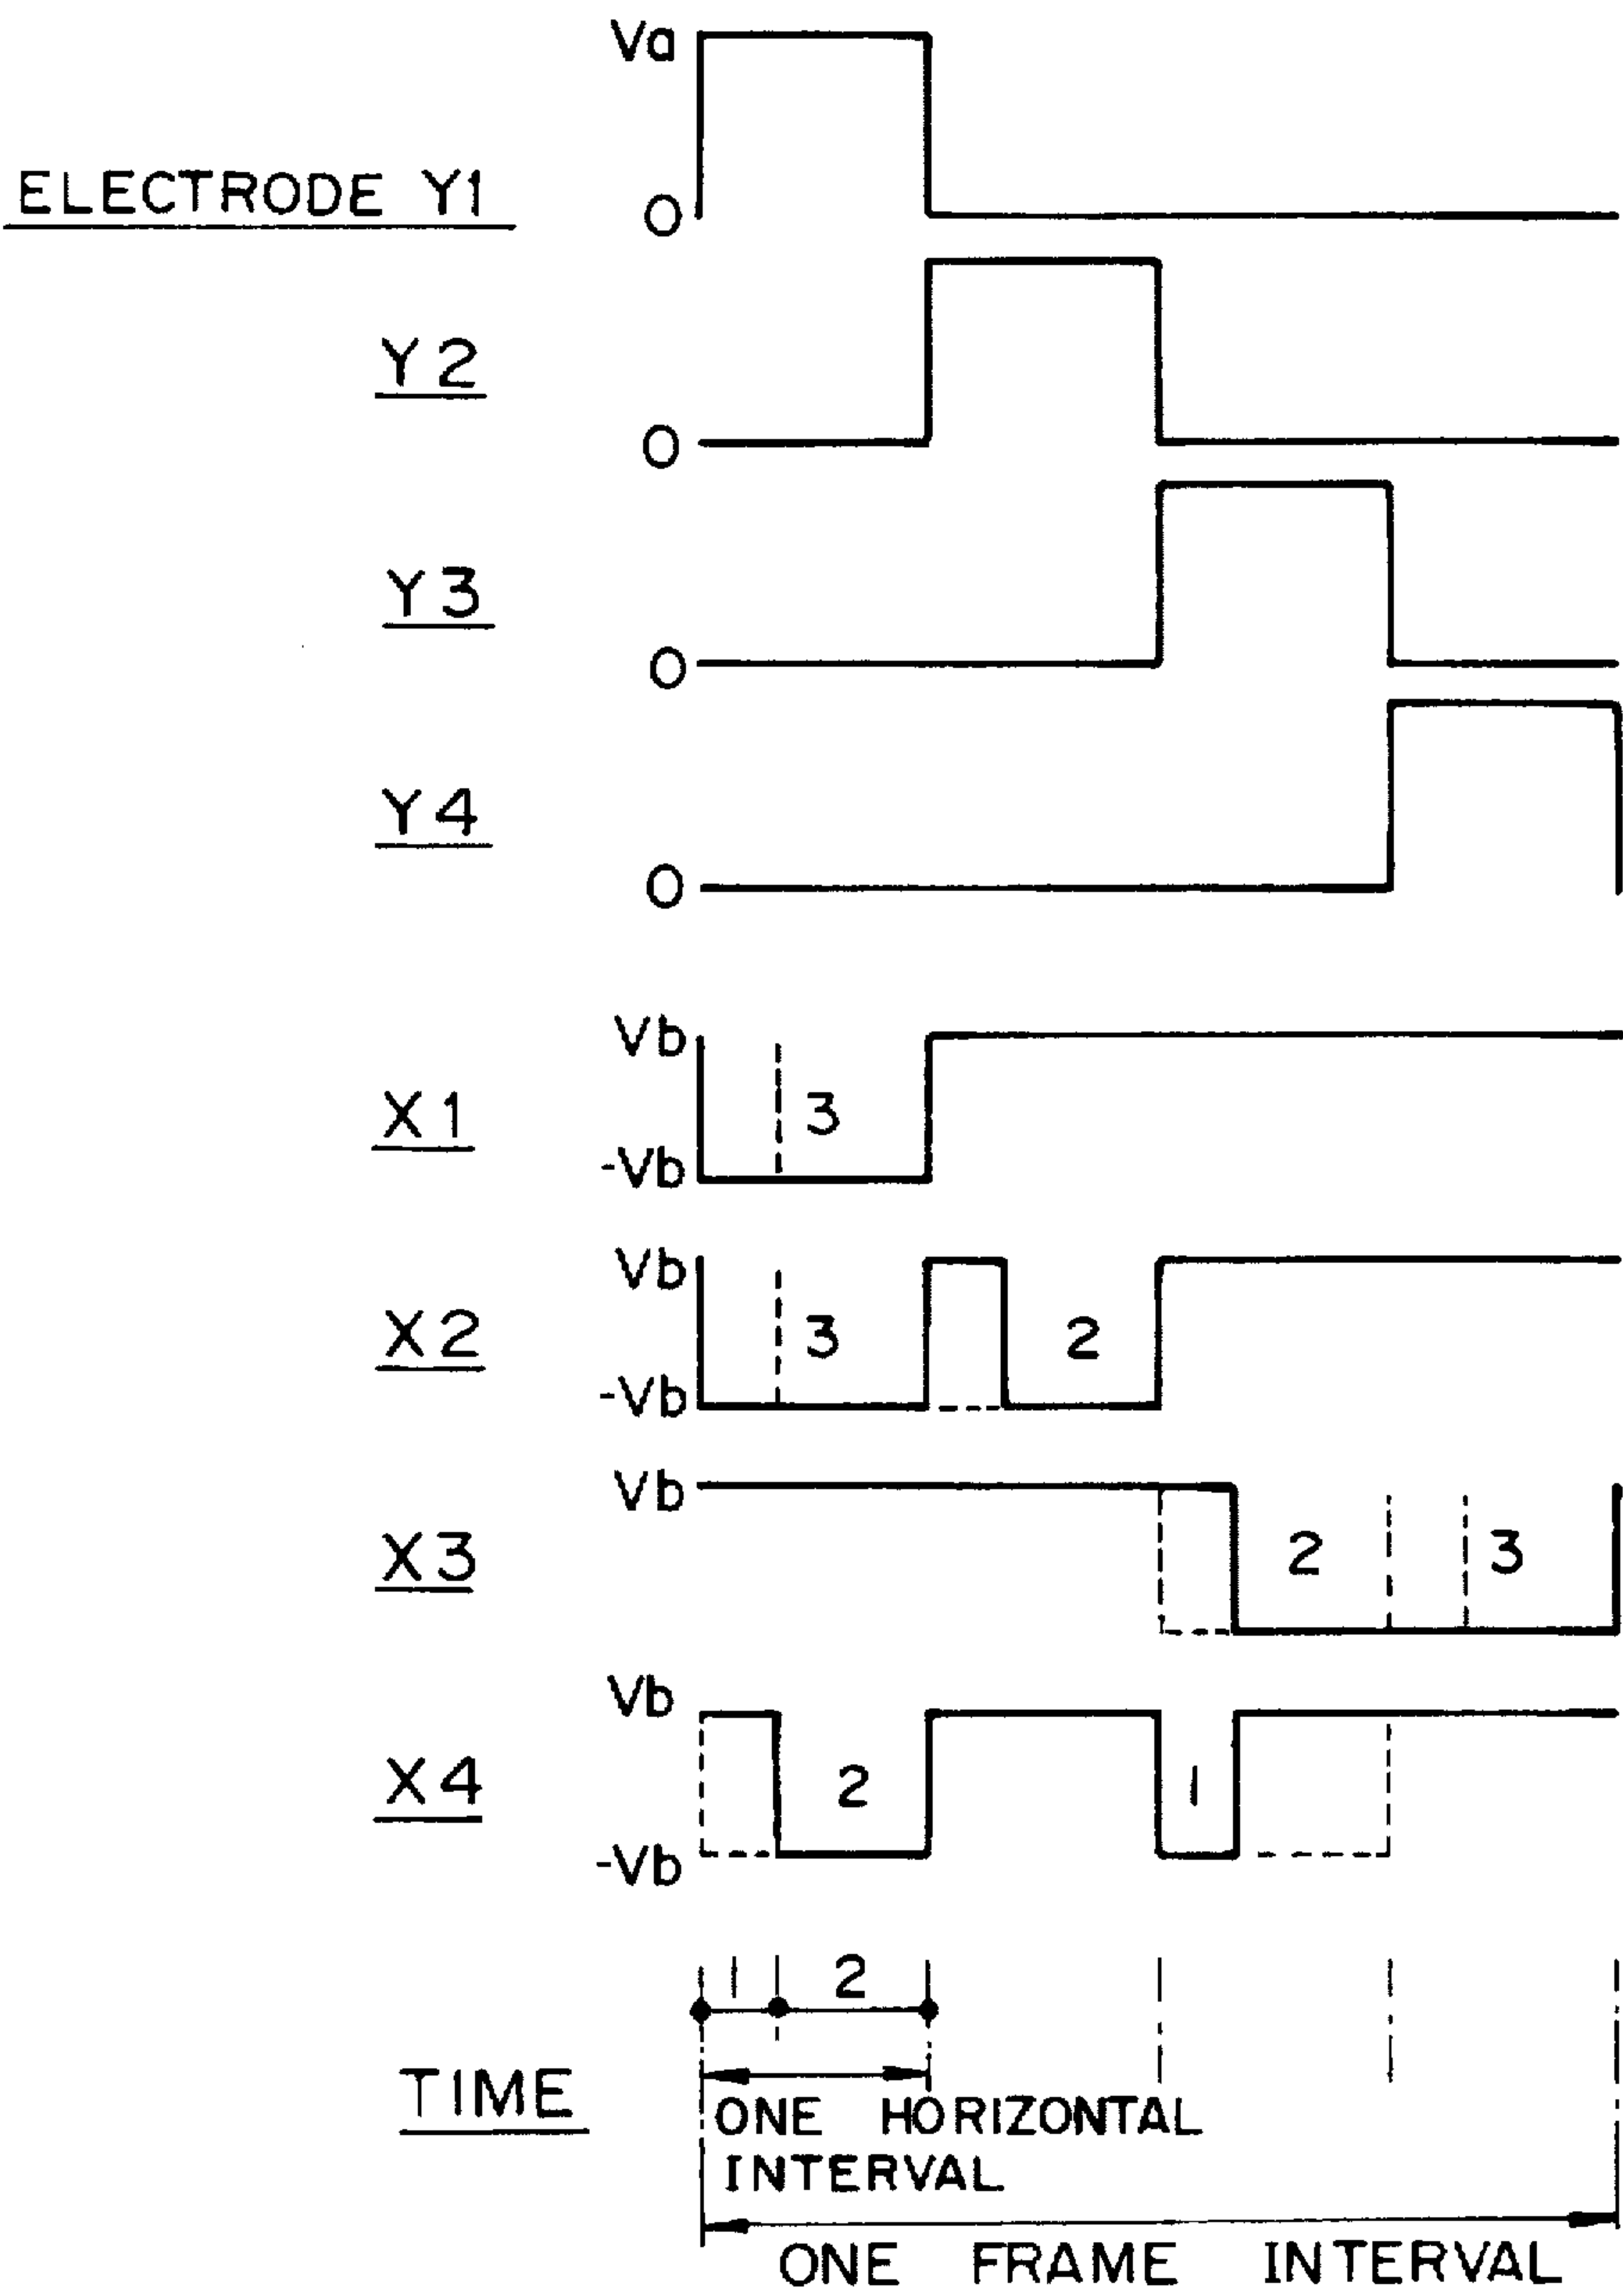 Va
ELECTRODE Y1
0
Y2
0
Y3
0
Y4
0
Vb
X1 3
-Vb
Vb
X2 3 2
-Vb
Vb
X3 2 3
Vb
X4 2 1
-Vb
1 2
TIME
ONE HORIZONTAL
INTERVAL
ONE FRAME INTERVAL